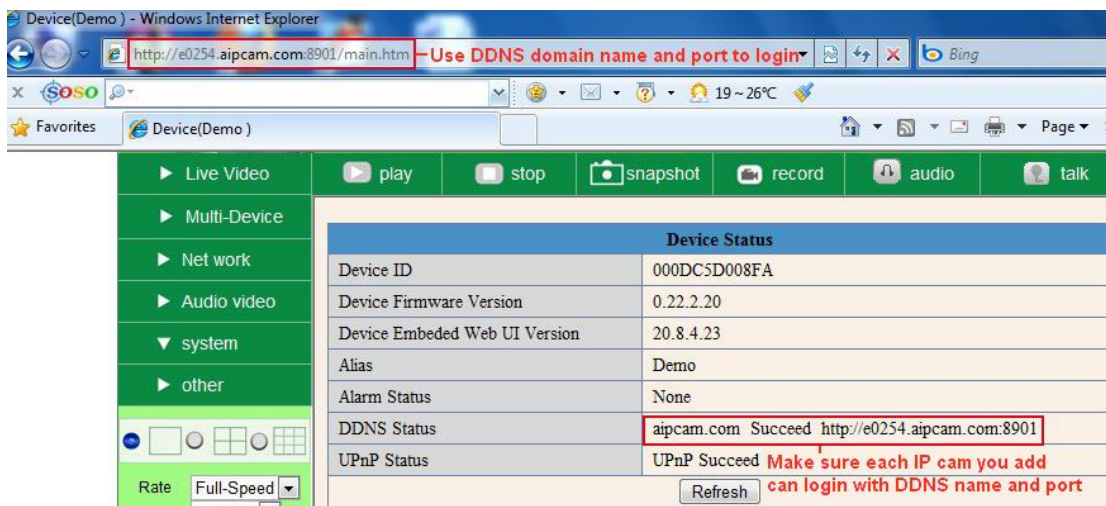 Device(Demo ) - Windows Internet Explorer
http://e0254.aipcam.com:8901/main.htm Use DDNS domain name and port to login Bing
x SOSO 19~26℃
Favorites Device(Demo ) Page
Live Video play stop snapshot record audio talk
Multi-Device
Device Status
Net work
Device ID 000DC5D008FA
Audio video
Device Firmware Version 0.22.2.20
Device Embeded Web UI Version 20.8.4.23
system
Alias Demo
other
Alarm Status None
DDNS Status aipcam.com Succeed http://e0254.aipcam.com:8901
UPnP Status UPnP Succeed Make sure each IP cam you add
Rate Full-Speed Refresh can login with DDNS name and port